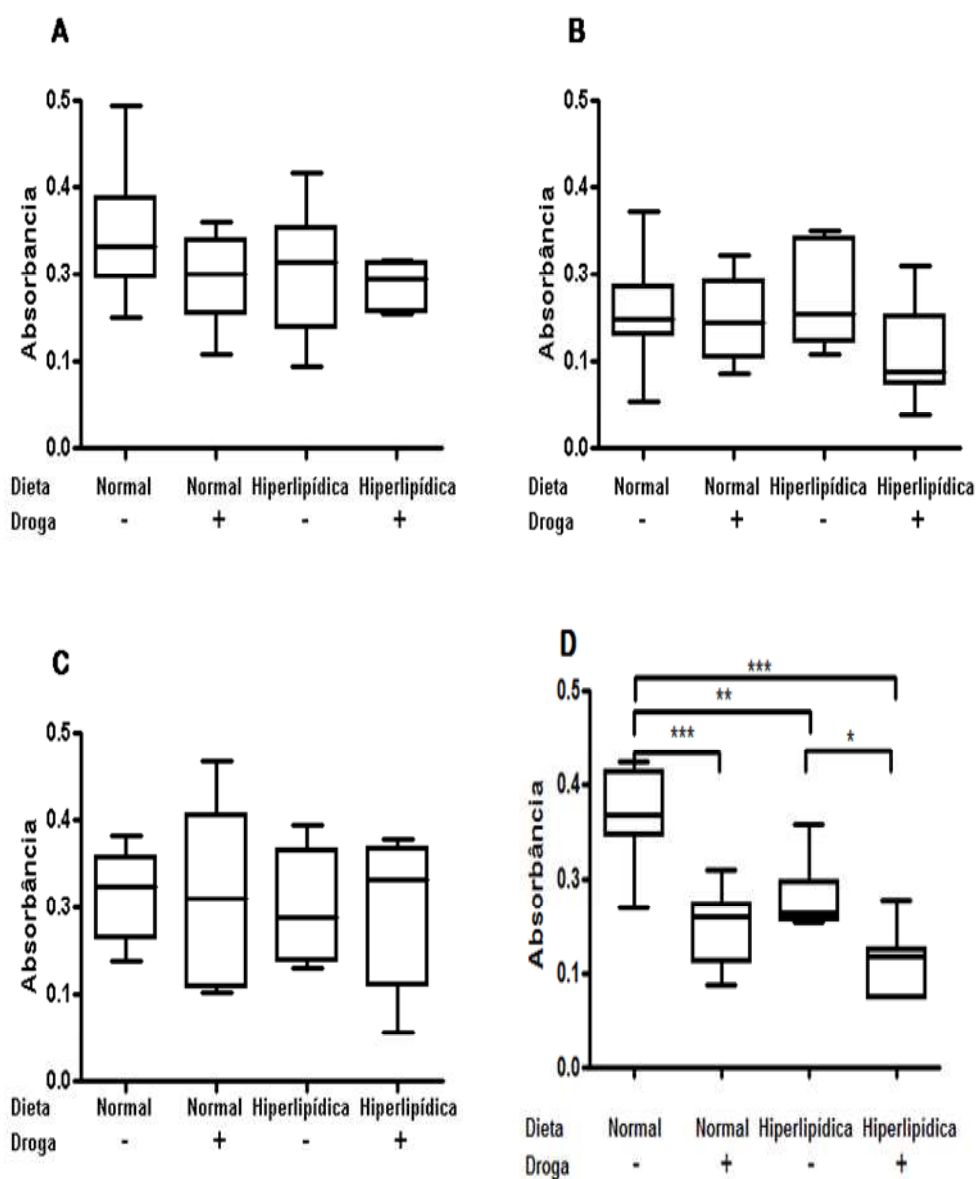 A
Absorbancia
0.5
0.4
0.3
0.1
0.0
Dieta Normal Normal Hiperlipídica Hiperlipídica
Droga - + - +
B
Absorbância
0.5
0.4
0.3
0.1
0.0
Normal Normal Hiperlipídica Hiperlipídica
- + - +
C
Absorbância
0.5
0.4
0.3
0.1
0.0
Dieta Normal Normal Hiperlipídica Hiperlipídica
Droga - + - +
D
***
**
*** *
Absorbância
0.5
0.4
0.3
0.1
0.0
Dieta Normal Normal Hiperlipídica Hiperlipídica
Droga - + - +